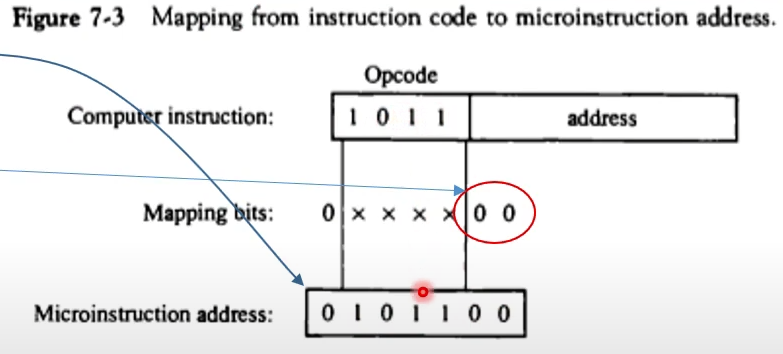 Figure 7-3 Mapping from instruction code to microinstruction address.
Opcode
Computer instruction: 1 0 1 1 address
Mapping bits: 0 × × × × 0 0
Microinstruction address: 0 1 0 1 1 0 0